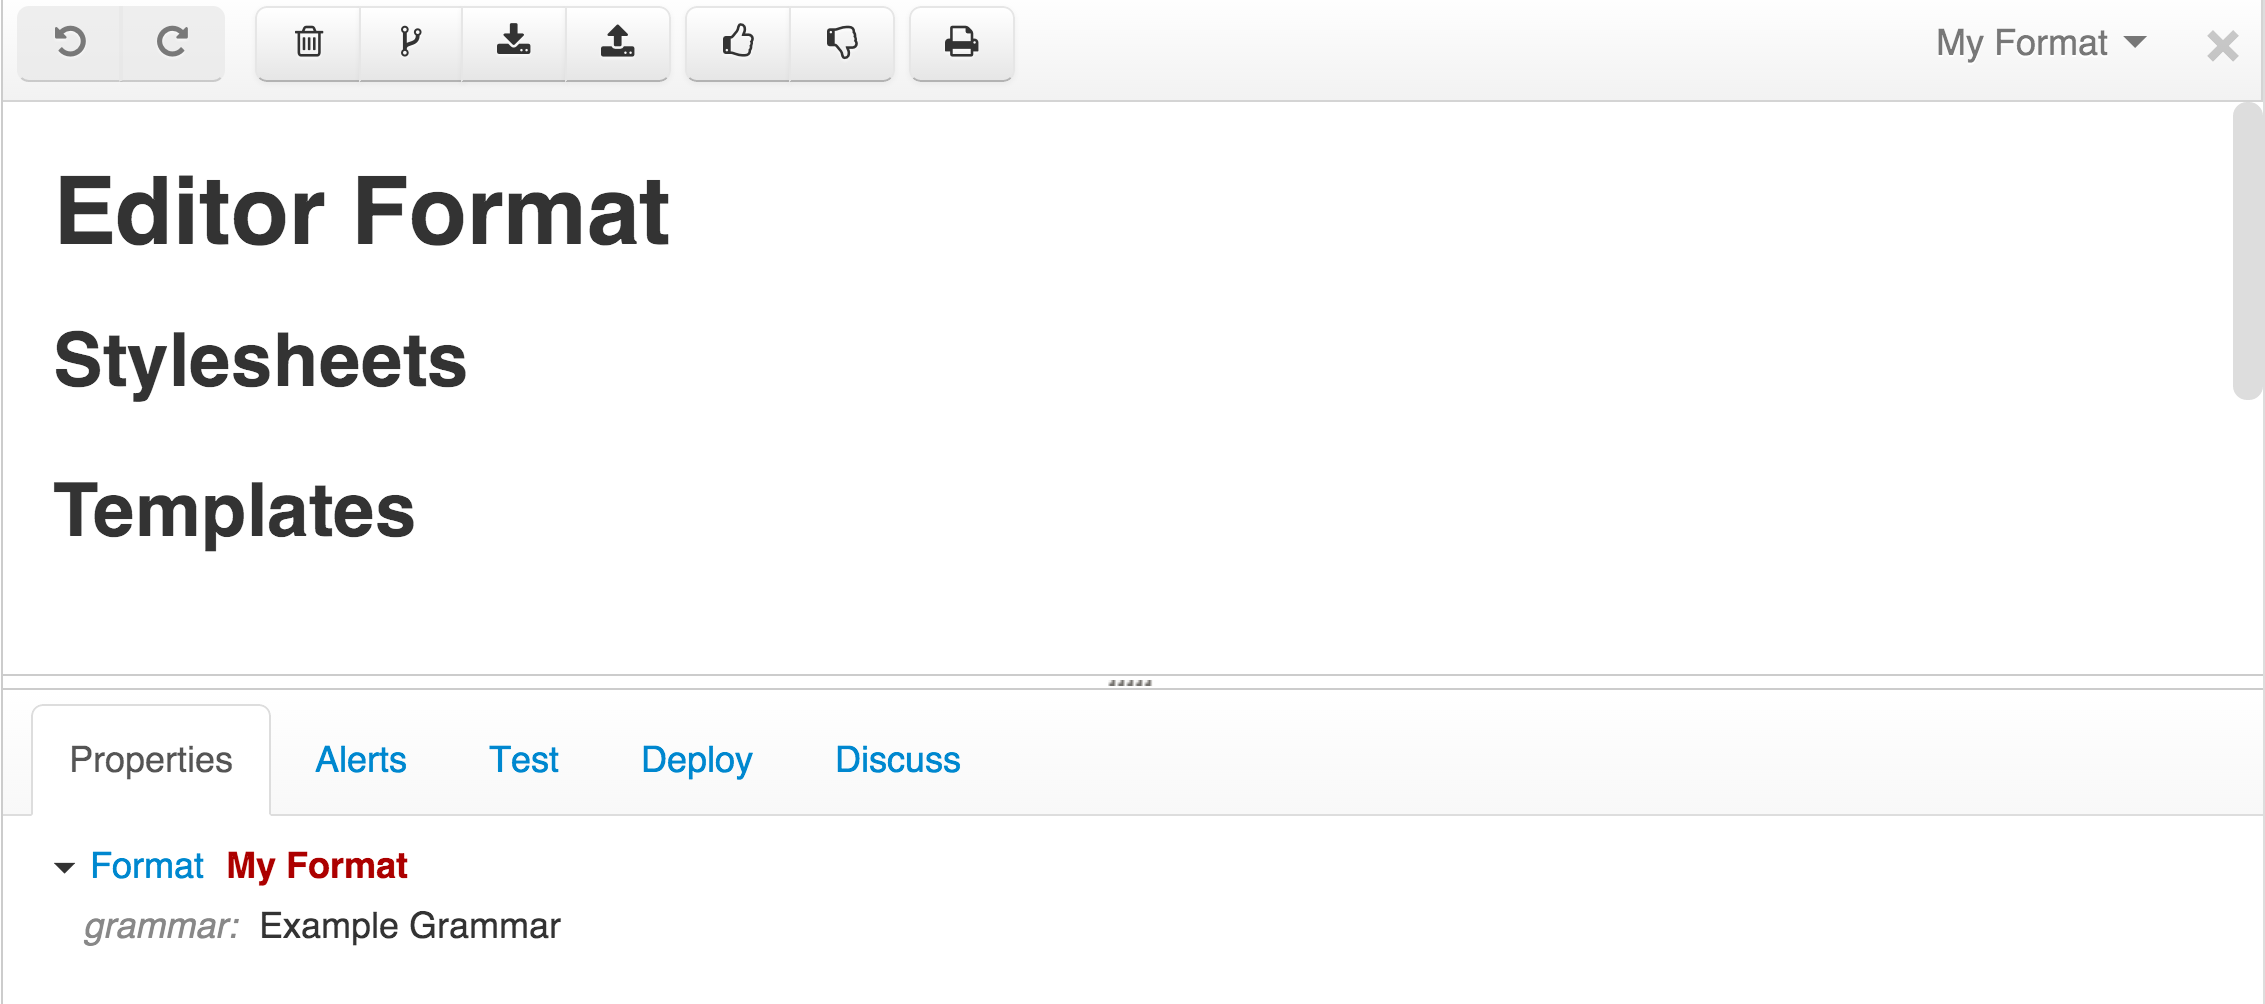 My Format
Editor Format
Stylesheets
Templates
Properties Alerts Test Deploy Discuss
Format My Format
grammar: Example Grammar